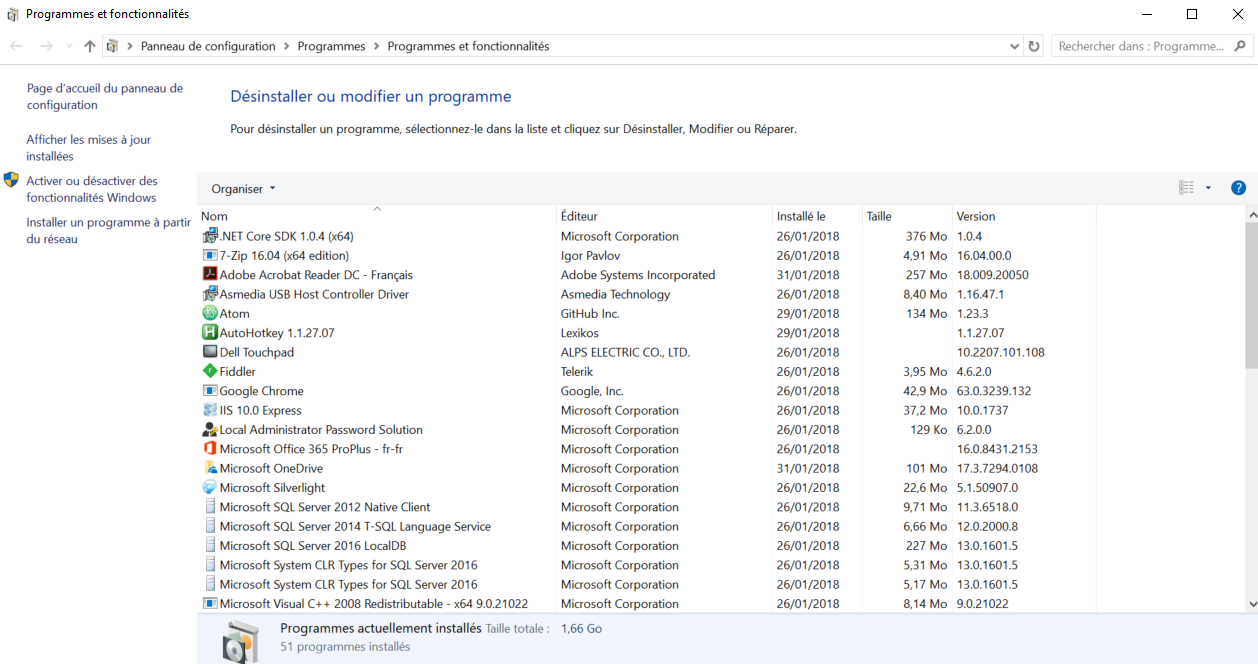 Programmes et fonctionnalités
Panneau de configuration > Programmes > Programmes et fonctionnalités
Rechercher dans : Programme...
Page d'accueil du panneau de
configuration
Afficher les mises à jour
installées
Activer ou désactiver des
fonctionnalités Windows
Installer un programme à partir
du réseau
Désinstaller ou modifier un programme
Pour désinstaller un programme, sélectionnez-le dans la liste et cliquez sur Désinstaller, Modifier ou Réparer.
Organiser
?
Nom Éditeur Installé le Taille Version
.NET Core SDK 1.0.4 (x64) Microsoft Corporation 26/01/2018 376 Mo 1.0.4
7-Zip 16.04 (x64 edition) Igor Pavlov 26/01/2018 4,91 Mo 16.04.00.0
Adobe Acrobat Reader DC - Français Adobe Systems Incorporated 31/01/2018 257 Mo 18.009.20050
Asmedia USB Host Controller Driver Asmedia Technology 26/01/2018 8,40 Mo 1.16.47.1
Atom GitHub Inc. 29/01/2018 134 Mo 1.23.3
AutoHotkey 1.1.27.07 Lexikos 29/01/2018 1.1.27.07
Dell Touchpad ALPS ELECTRIC CO., LTD. 26/01/2018 10.2207.101.108
Fiddler Telerik 26/01/2018 3,95 Mo 4.6.2.0
Google Chrome Google, Inc. 26/01/2018 42,9 Mo 63.0.3239.132
IIS 10.0 Express Microsoft Corporation 26/01/2018 37,2 Mo 10.0.1737
Local Administrator Password Solution Microsoft Corporation 26/01/2018 129 Ko 6.2.0.0
Microsoft Office 365 ProPlus - fr-fr Microsoft Corporation 26/01/2018 16.0.8431.2153
Microsoft OneDrive Microsoft Corporation 31/01/2018 101 Mo 17.3.7294.0108
Microsoft Silverlight Microsoft Corporation 26/01/2018 22,6 Mo 5.1.50907.0
Microsoft SQL Server 2012 Native Client Microsoft Corporation 26/01/2018 9,71 Mo 11.3.6518.0
Microsoft SQL Server 2014 T-SQL Language Service Microsoft Corporation 26/01/2018 6,66 Mo 12.0.2000.8
Microsoft SQL Server 2016 LocalDB Microsoft Corporation 26/01/2018 227 Mo 13.0.1601.5
Microsoft System CLR Types for SQL Server 2016 Microsoft Corporation 26/01/2018 5,31 Mo 13.0.1601.5
Microsoft System CLR Types for SQL Server 2016 Microsoft Corporation 26/01/2018 5,17 Mo 13.0.1601.5
Microsoft Visual C++ 2008 Redistributable - x64 9.0.21022 Microsoft Corporation 26/01/2018 8,14 Mo 9.0.21022
Programmes actuellement installés Taille totale : 1,66 Go
51 programmes installés